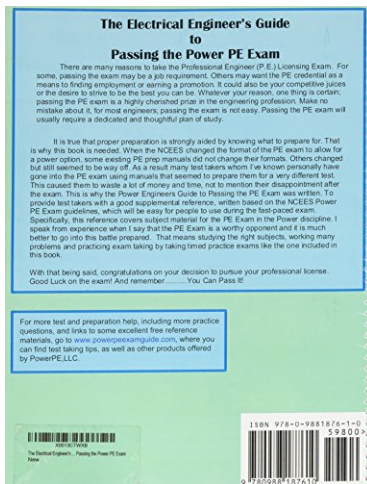 The Electrical Engineer's Guide
to
Passing the Power PE Exam
There are many reasons to take the Professional Engineer (P.E.) Licensing Exam. For
some, passing the exam may be a job requirement. Others may want the PE credential as a
means to finding employment or earning a promotion. It could also be your competitive juices
or the desire to strive to be the best you can be. Whatever your reason, one thing is certain;
passing the PE exam is a highly cherished prize in the engineering profession. Make no
mistake about it, for most engineers; passing the exam is not easy. Passing the PE exam will
usually require a dedicated and thoughtful plan of study.
It is true that proper preparation is strongly aided by knowing what to prepare for. That
is why this book is needed. When the NCEES changed the format of the PE exam to allow for
a power option, some existing PE prep manuals did not change their formats. Others changed
but still seemed to be way off. As a result many test takers whom I've known personally have
gone into the PE exam using manuals that seemed to prepare them for a very different test.
This caused them to waste a lot of money and time, not to mention their disappointment after
the exam. This is why the Power Engineers Guide to Passing the PE Exam was written. To
provide test takers with a good supplemental reference, written based on the NCEES Power
PE Exam guidelines, which will be easy for people to use during the fast-paced exam.
Specifically, this reference covers subject material for the PE Exam in the Power discipline. I
speak from experience when I say that the PE Exam is a worthy opponent and it is much
better to go into this battle prepared. That means studying the right subjects, working many
problems and practicing exam taking by taking timed practice exams like the one included in
this book.
With that being said, congratulations on your decision to pursue your professional license.
Good Luck on the exam! And remember..........You Can Pass It!
For more test and preparation help, including more practice
questions, and links to some excellent free reference
materials, go to www.powerpeexamguide.com, where you
can find test taking tips, as well as other products offered
by PowerPE,LLC.
ISBN 978-0-9881876-1-0
59800>
The Electrical Engineer's ... Passing the Power PE Exam
New
9 780988 187610